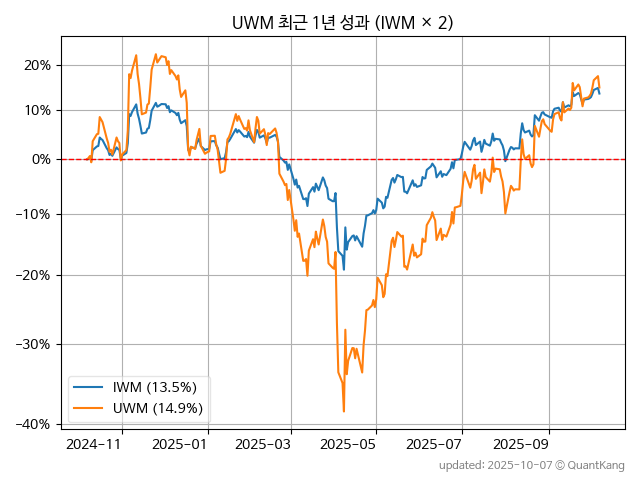 UWM 최근 1년 성과 (IWM × 2)
20%
10%
0%
-10%
-20%
-30%
-40%
IWM (13.5%)
UWM (14.9%)
2024-11 2025-01 2025-03 2025-05 2025-07 2025-09
updated: 2025-10-07 © QuantKang